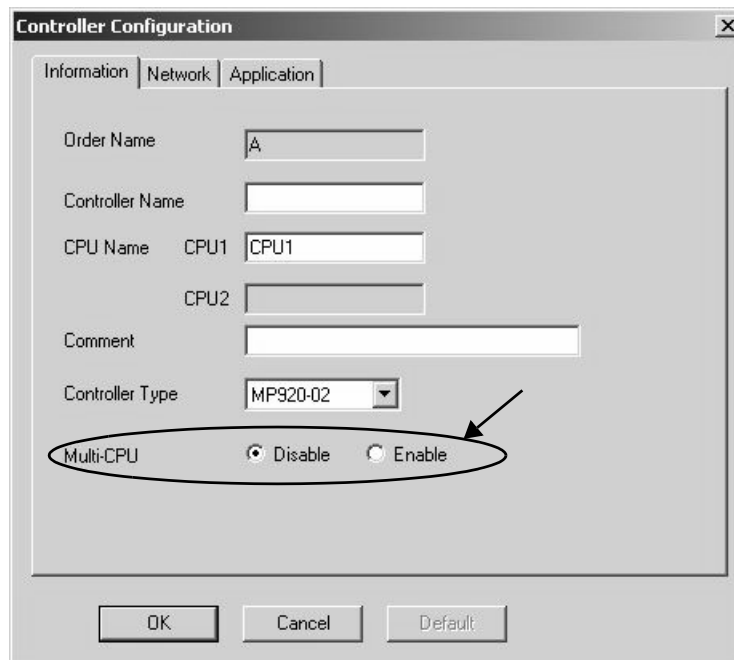 Controller Configuration
Information Network Application
Order Name A
Controller Name
CPU Name CPU1 CPU1
CPU2
Comment
Controller Type MP920-02
Multi-CPU Disable Enable
OK Cancel Default